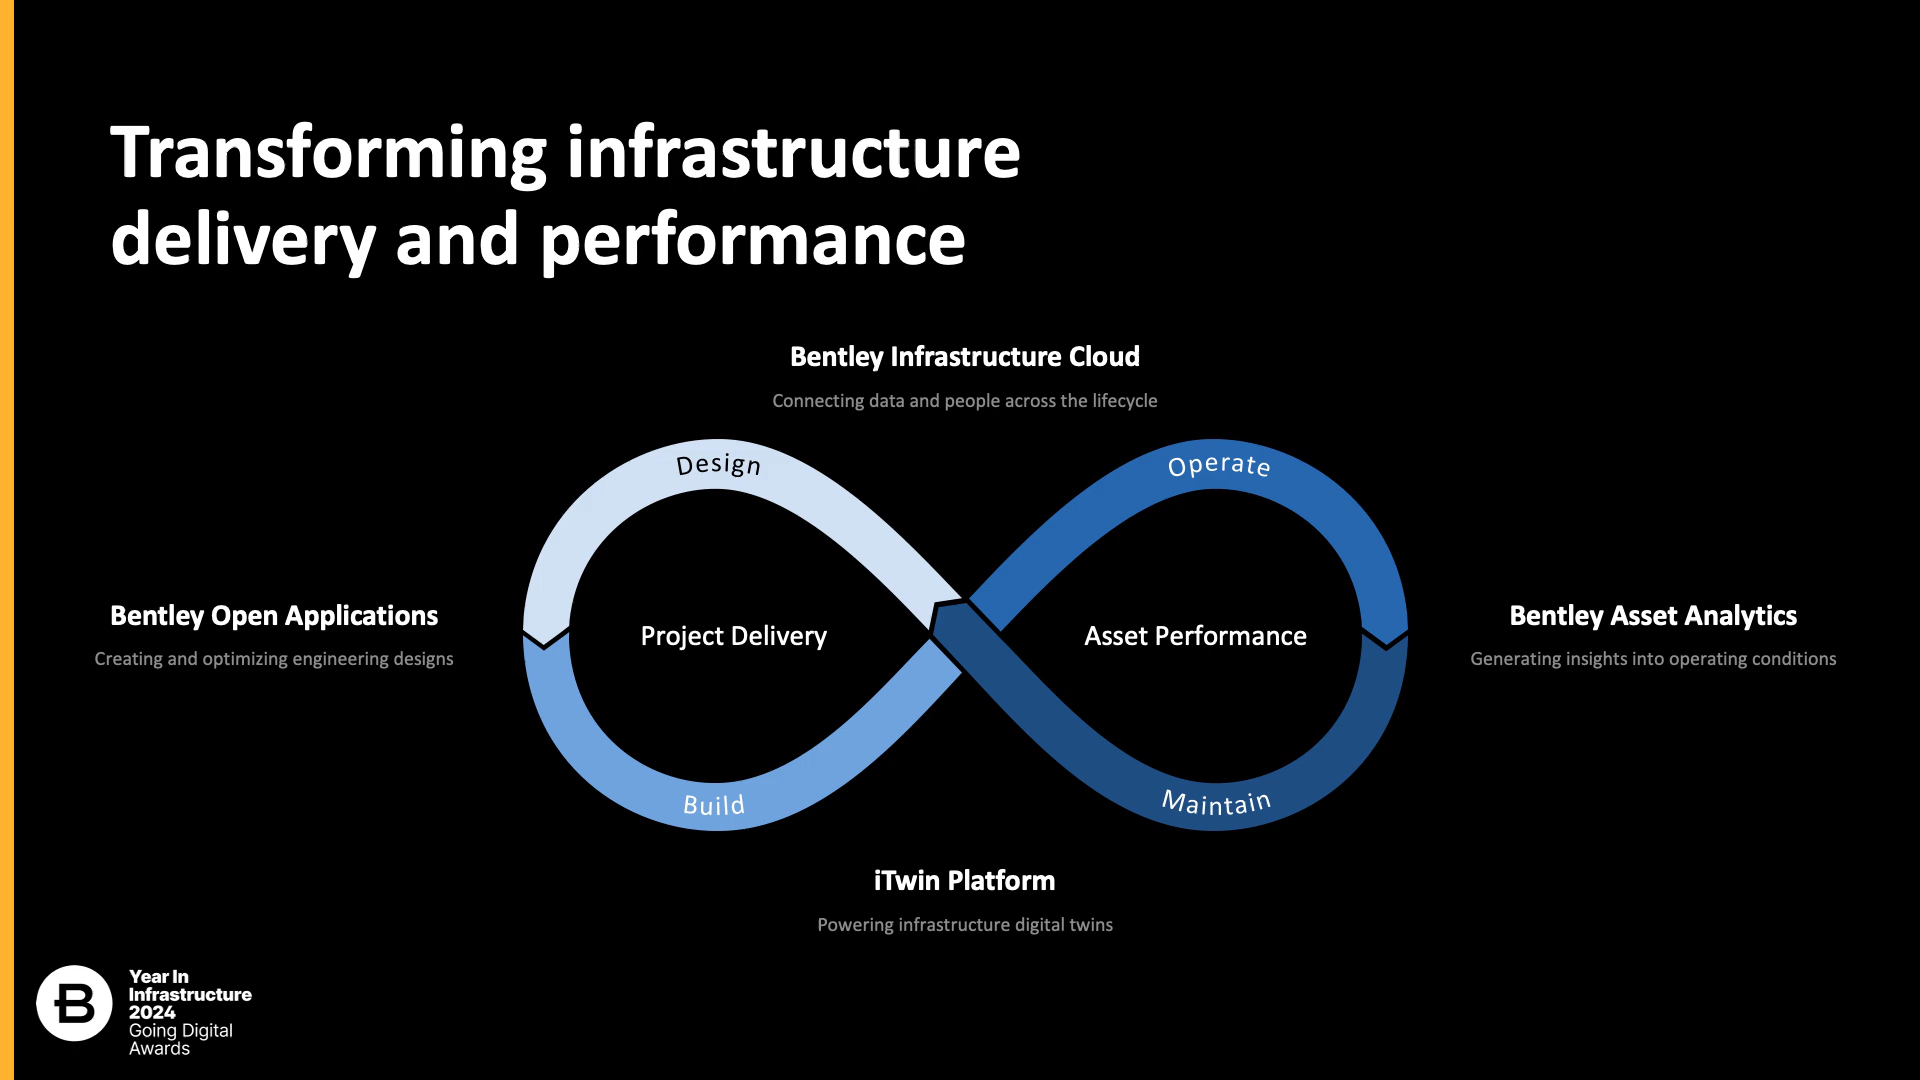 Transforming infrastructure
delivery and performance
Bentley Infrastructure Cloud
Connecting data and people across the lifecycle
Design
Operate
Bentley Open Applications
Creating and optimizing engineering designs
Project Delivery
Asset Performance
Bentley Asset Analytics
Generating insights into operating conditions
Build
Maintain
iTwin Platform
Powering infrastructure digital twins
B
Year In
Infrastructure
2024
Going Digital
Awards